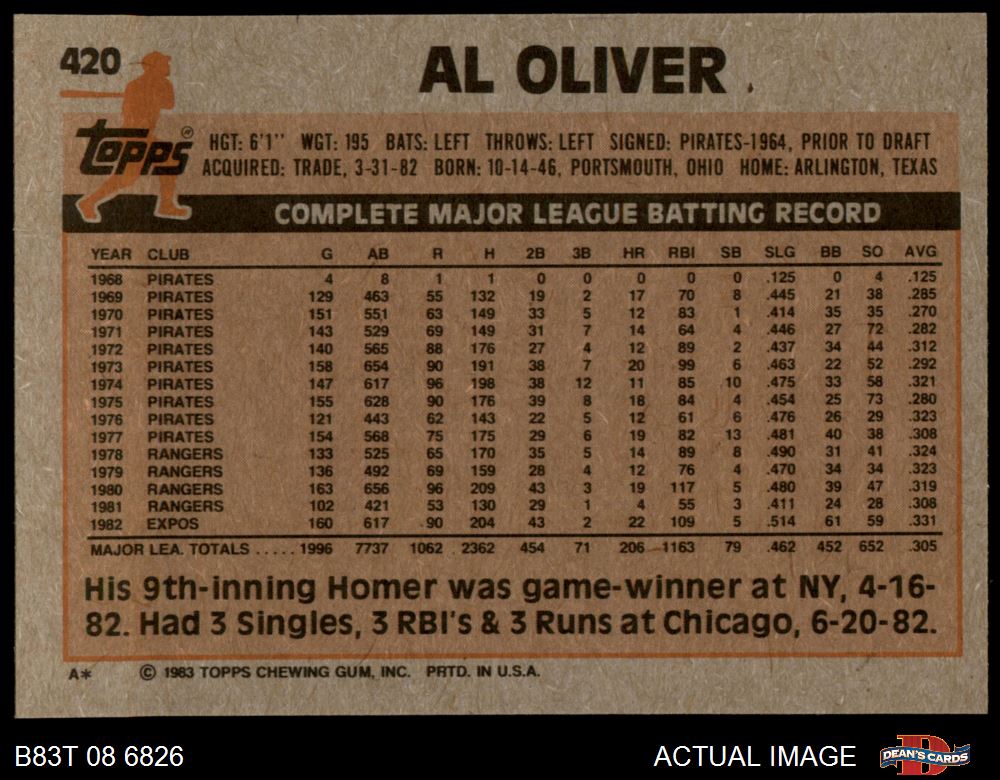 420
AL OLIVER
Topps®
HGT: 6'1'' WGT: 195 BATS: LEFT THROWS: LEFT SIGNED: PIRATES-1964, PRIOR TO DRAFT
ACQUIRED: TRADE, 3-31-82 BORN: 10-14-46, PORTSMOUTH, OHIO HOME: ARLINGTON, TEXAS
COMPLETE MAJOR LEAGUE BATTING RECORD
YEAR CLUB G AB R H 2B 3B HR RBI SB SLG BB SO AVG
1968 PIRATES 4 8 1 1 0 0 0 0 0 .125 0 4 .125
1969 PIRATES 129 463 55 132 19 2 17 70 8 .445 21 38 .285
1970 PIRATES 151 551 63 149 33 5 12 83 1 .414 35 35 .270
1971 PIRATES 143 529 69 149 31 7 14 64 4 .446 27 72 .282
1972 PIRATES 140 565 88 176 27 4 12 89 2 .437 34 44 .312
1973 PIRATES 158 654 90 191 38 7 20 99 6 .463 22 52 .292
1974 PIRATES 147 617 96 198 38 12 11 85 10 .475 33 58 .321
1975 PIRATES 155 628 90 176 39 8 18 84 4 .454 25 73 .280
1976 PIRATES 121 443 62 143 22 5 12 61 6 .476 26 29 .323
1977 PIRATES 154 568 75 175 29 6 19 82 13 .481 40 38 .308
1978 RANGERS 133 525 65 170 35 5 14 89 8 .490 31 41 .324
1979 RANGERS 136 492 69 159 28 4 12 76 4 .470 34 34 .323
1980 RANGERS 163 656 96 209 43 3 19 117 5 .480 39 47 .319
1981 RANGERS 102 421 53 130 29 1 4 55 3 .411 24 28 .308
1982 EXPOS 160 617 90 204 43 2 22 109 5 .514 61 59 .331
MAJOR LEA. TOTALS ..... 1996 7737 1062 2362 454 71 206 1163 79 .462 452 652 .305
His 9th-inning Homer was game-winner at NY, 4-16-
82. Had 3 Singles, 3 RBI's & 3 Runs at Chicago, 6-20-82.
A* © 1983 TOPPS CHEWING GUM, INC. PRTD. IN U.S.A.
B83T 08 6826 ACTUAL IMAGE DEAN'S CARDS